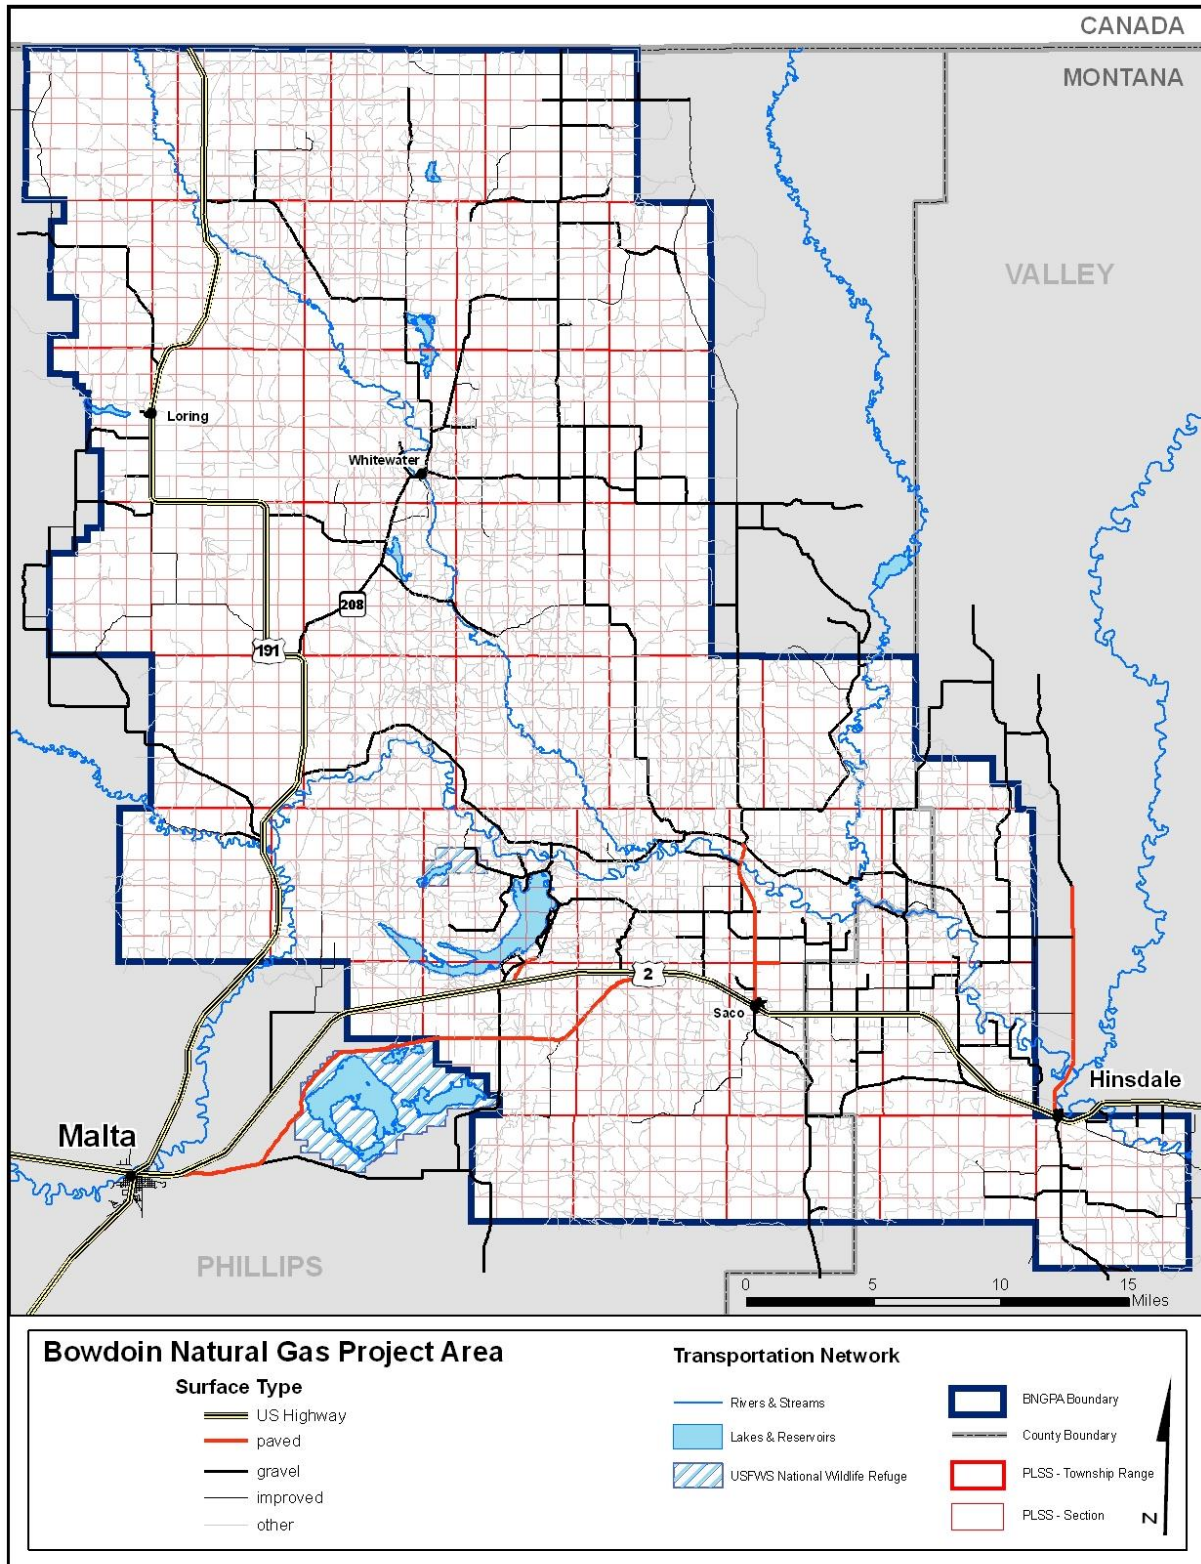 CANADA
MONTANA
VALLEY
Loring
Whitewater
208
191
2
Saco
Hinsdale
Malta
PHILLIPS
0 5 10 15
Miles
Bowdoin Natural Gas Project Area
Surface Type
US Highway
paved
gravel
improved
other
Transportation Network
Rivers & Streams
Lakes & Reservoirs
USFWS National Wildlife Refuge
BNGPA Boundary
County Boundary
PLSS - Township Range
PLSS - Section
N